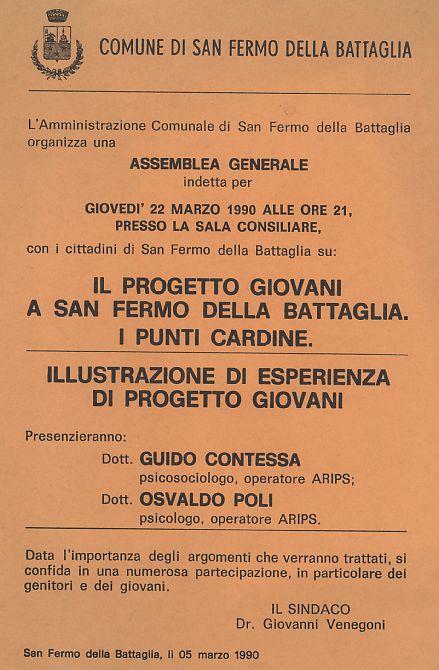 COMUNE DI SAN FERMO DELLA BATTAGLIA
L'Amministrazione Comunale di San Fermo della Battaglia
organizza una
ASSEMBLEA GENERALE
indetta per
GIOVEDI' 22 MARZO 1990 ALLE ORE 21,
PRESSO LA SALA CONSILIARE,
con i cittadini di San Fermo della Battaglia su:
IL PROGETTO GIOVANI
A SAN FERMO DELLA BATTAGLIA.
I PUNTI CARDINE.
ILLUSTRAZIONE DI ESPERIENZA
DI PROGETTO GIOVANI
Presenzieranno:
Dott. GUIDO CONTESSA
psicosociologo, operatore ARIPS;
Dott. OSVALDO POLI
psicologo, operatore ARIPS.
Data l'importanza degli argomenti che verranno trattati, si
confida in una numerosa partecipazione, in particolare dei
genitori e dei giovani.
IL SINDACO
Dr. Giovanni Venegoni
San Fermo della Battaglia, lì 05 marzo 1990